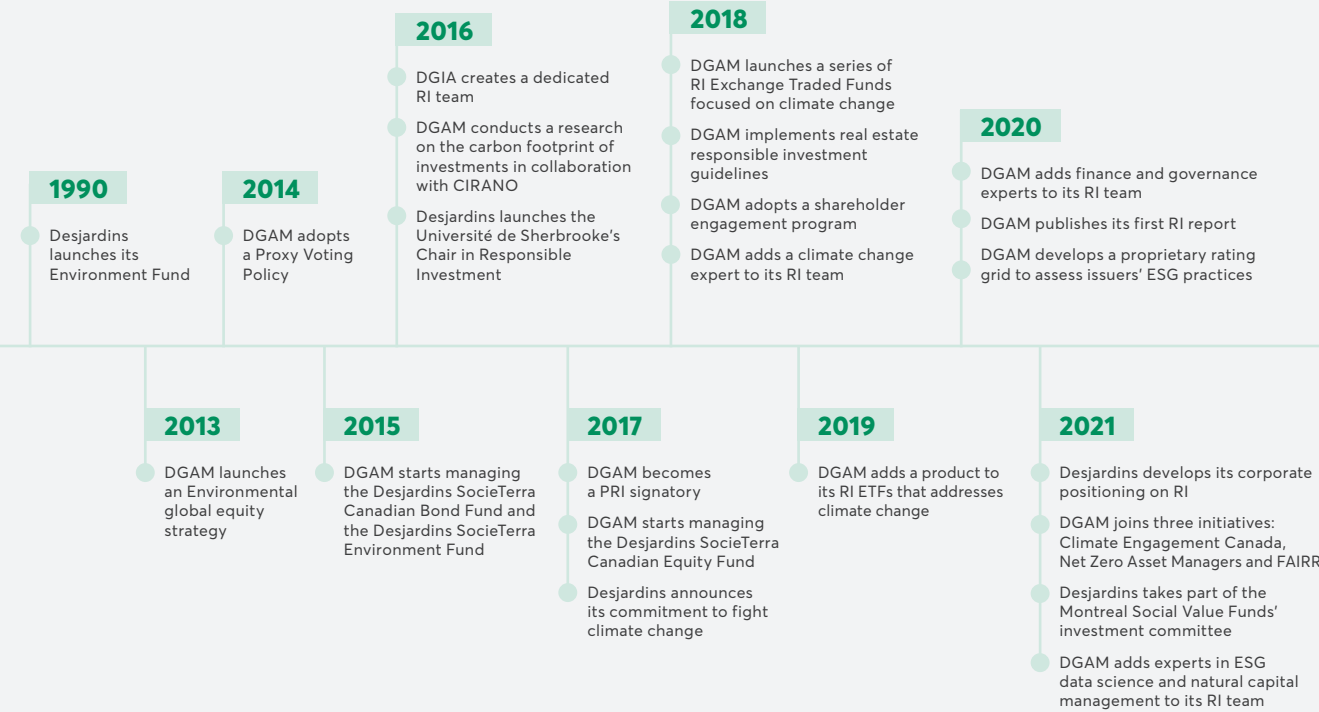 1990
Desjardins
launches its
Environment Fund
2013
DGAM launches
an Environmental
global equity
strategy
2014
DGAM adopts
a Proxy Voting
Policy
2015
DGAM starts managing
the Desjardins SocieTerra
Canadian Bond Fund and
the Desjardins SocieTerra
Environment Fund
2016
DGIA creates a dedicated
RI team
DGAM conducts a research
on the carbon footprint of
investments in collaboration
with CIRANO
Desjardins launches the
Université de Sherbrooke's
Chair in Responsible
Investment
2017
DGAM becomes
a PRI signatory
DGAM starts managing
the Desjardins SocieTerra
Canadian Equity Fund
Desjardins announces
its commitment to fight
climate change
2018
DGAM launches a series of
RI Exchange Traded Funds
focused on climate change
DGAM implements real estate
responsible investment
guidelines
DGAM adopts a shareholder
engagement program
DGAM adds a climate change
expert to its RI team
2019
DGAM adds a product to
its RI ETFs that addresses
climate change
2020
DGAM adds finance and governance
experts to its RI team
DGAM publishes its first RI report
DGAM develops a proprietary rating
grid to assess issuers' ESG practices
2021
Desjardins develops its corporate
positioning on RI
DGAM joins three initiatives:
Climate Engagement Canada,
Net Zero Asset Managers and FAIRR
Desjardins takes part of the
Montreal Social Value Funds'
investment committee
DGAM adds experts in ESG
data science and natural capital
management to its RI team